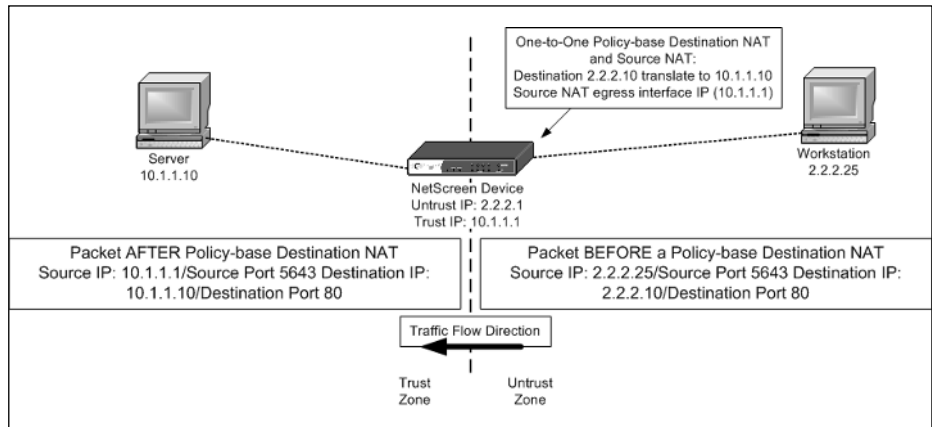 One-to-One Policy-base Destination NAT
and Source NAT:
Destination 2.2.2.10 translate to 10.1.1.10
Source NAT egress interface IP (10.1.1.1)
Server
10.1.1.10
NetScreen Device
Untrust IP: 2.2.2.1
Trust IP: 10.1.1.1
Workstation
2.2.2.25
Packet AFTER Policy-base Destination NAT
Source IP: 10.1.1.1/Source Port 5643 Destination IP:
10.1.1.10/Destination Port 80
Packet BEFORE a Policy-base Destination NAT
Source IP: 2.2.2.25/Source Port 5643 Destination IP:
2.2.2.10/Destination Port 80
Traffic Flow Direction
Trust
Zone
Untrust
Zone